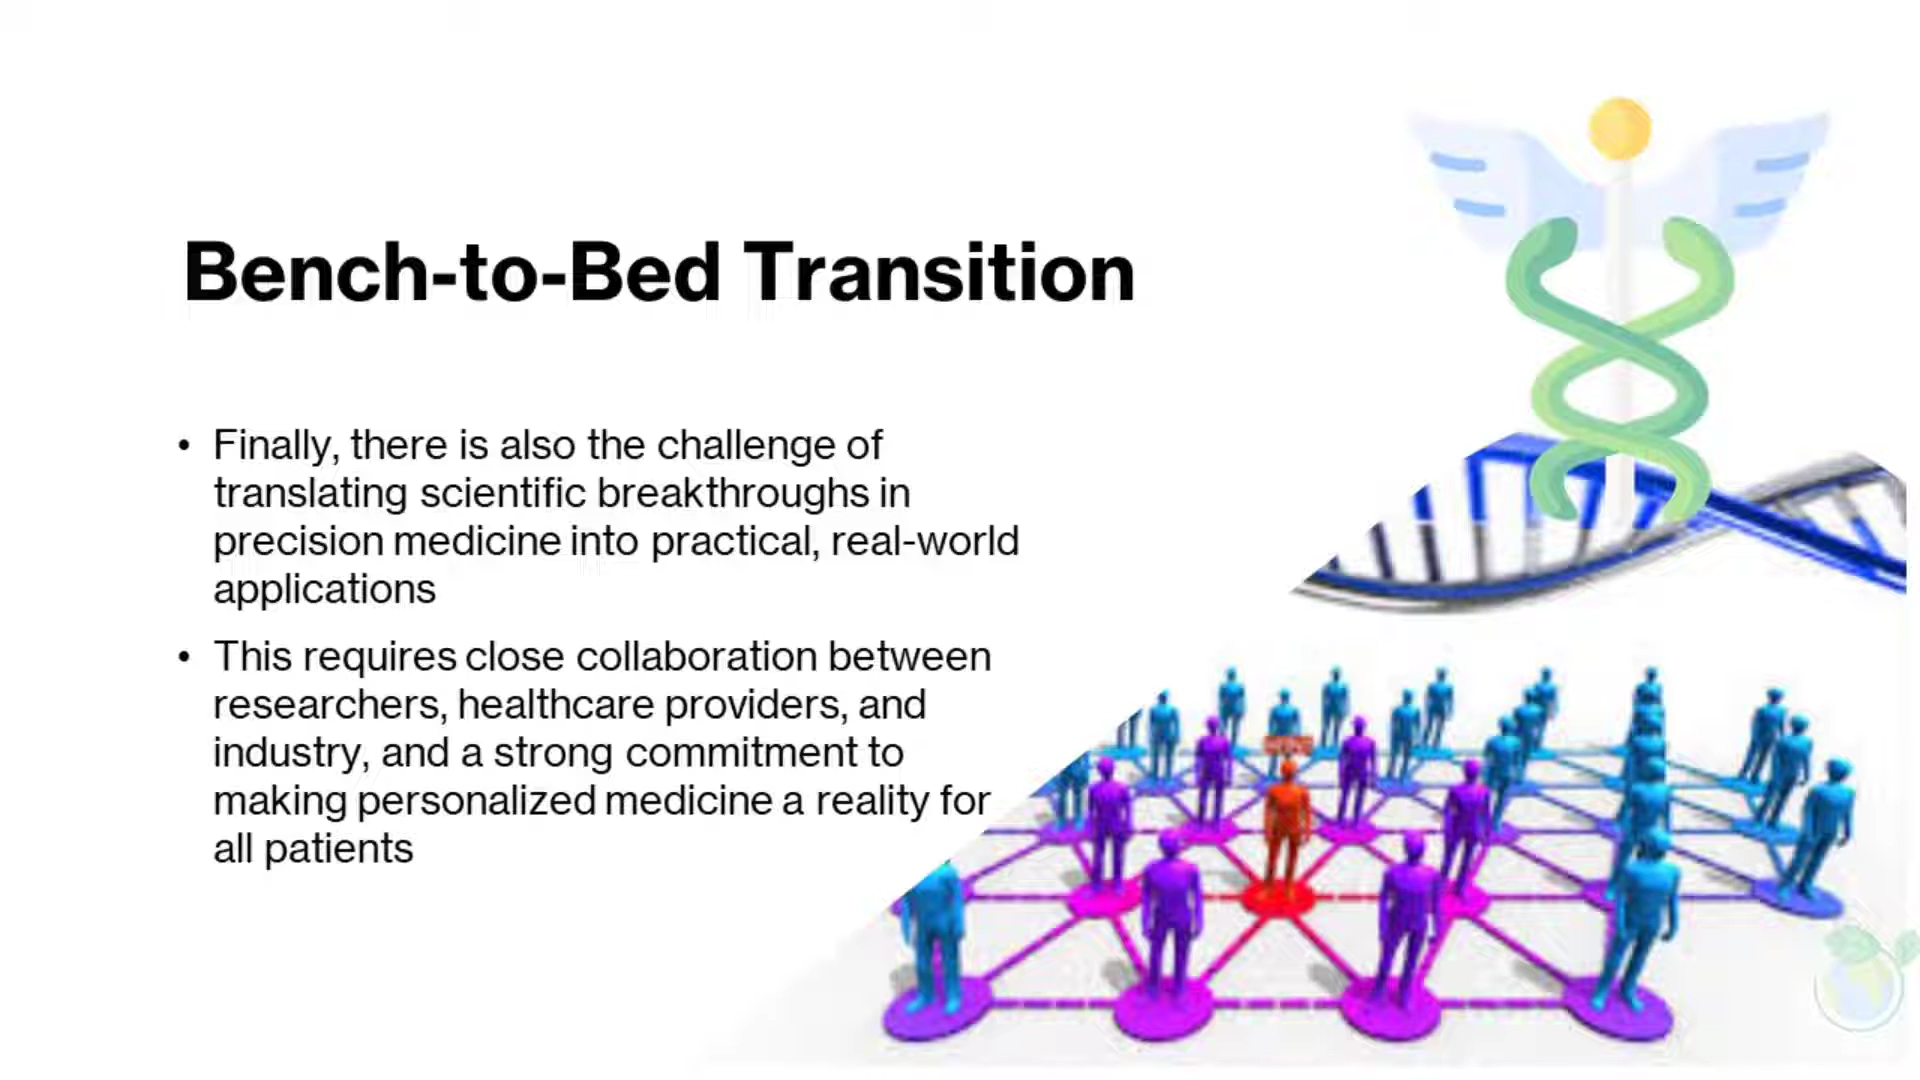 Bench-to-Bed Transition
• Finally, there is also the challenge of
translating scientific breakthroughs in
precision medicine into practical, real-world
applications
• This requires close collaboration between
researchers, healthcare providers, and
industry, and a strong commitment to
making personalized medicine a reality for
all patients